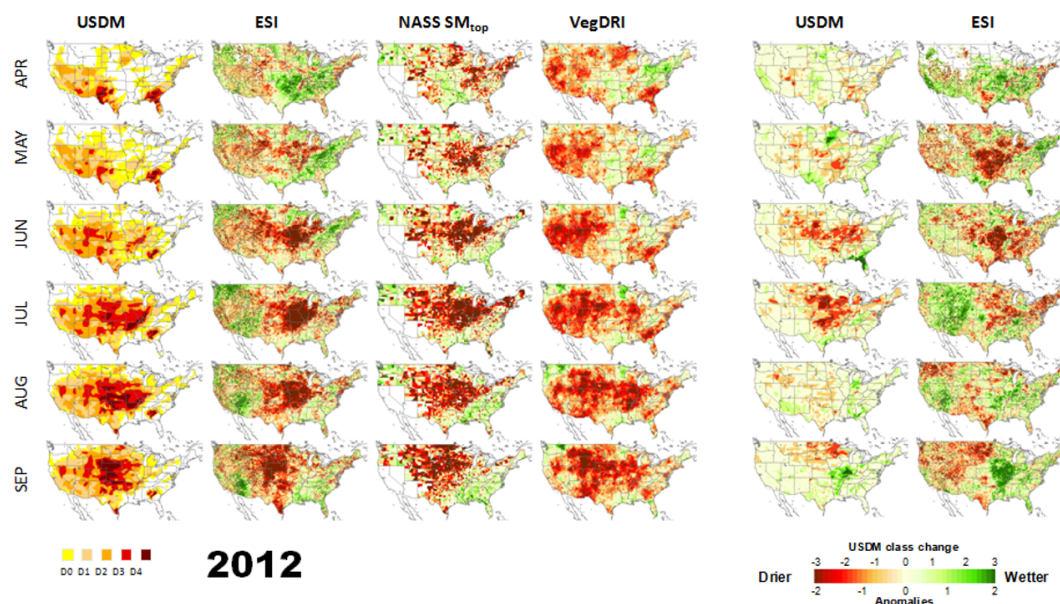 USDM ESI NASS SMtop VegDRI USDM ESI
APR
MAY
JUN
JUL
AUG
SEP
D0 D1 D2 D3 D4
2012
USDM class change
-3 -2 -1 0 1 2 3
Drier Wetter
-2 -1 0 1 2
Anomalies